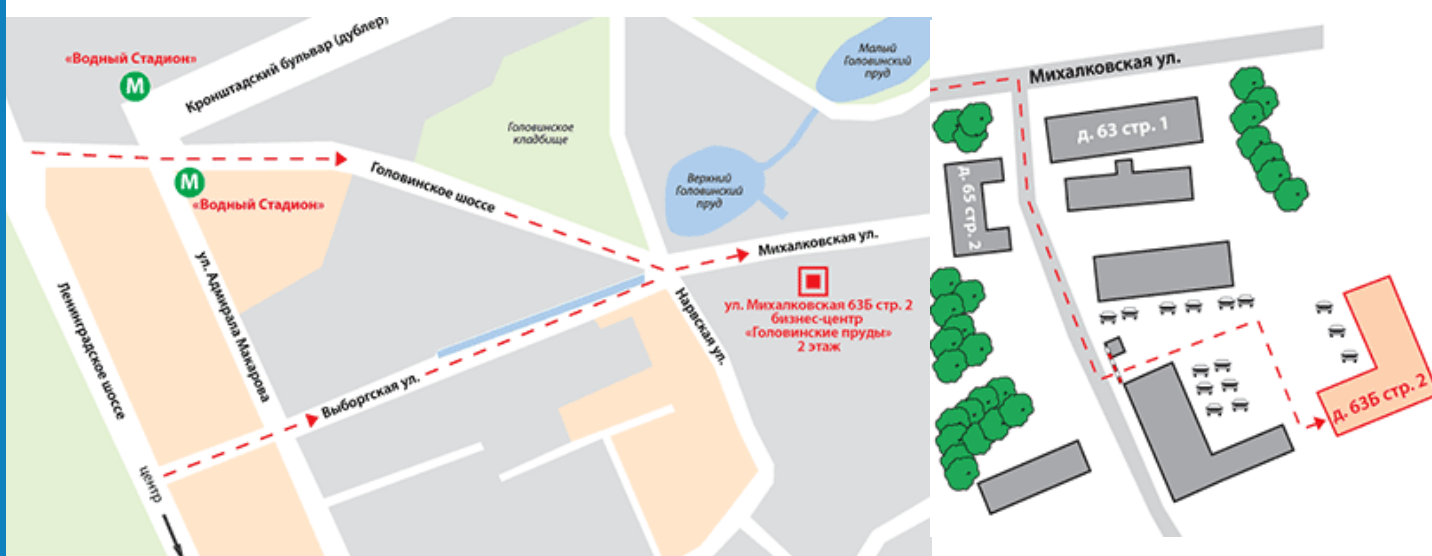 «Водный Стадион»
М
Кронштадский бульвар (дублер)
Малый
Головинский
пруд
Головинское
кладбище
Головинское шоссе
М
«Водный Стадион»
Верхний
Головинский
пруд
Михалковская ул.
ул. Михалковская 63Б стр. 2
бизнес-центр
«Головинские пруды»
2 этаж
Ленинградское шоссе
ул. Адмирала Макарова
Нарвская ул.
Выборгская ул.
центр
Михалковская ул.
д. 63 стр. 1
д. 65 стр. 2
д. 63Б стр. 2